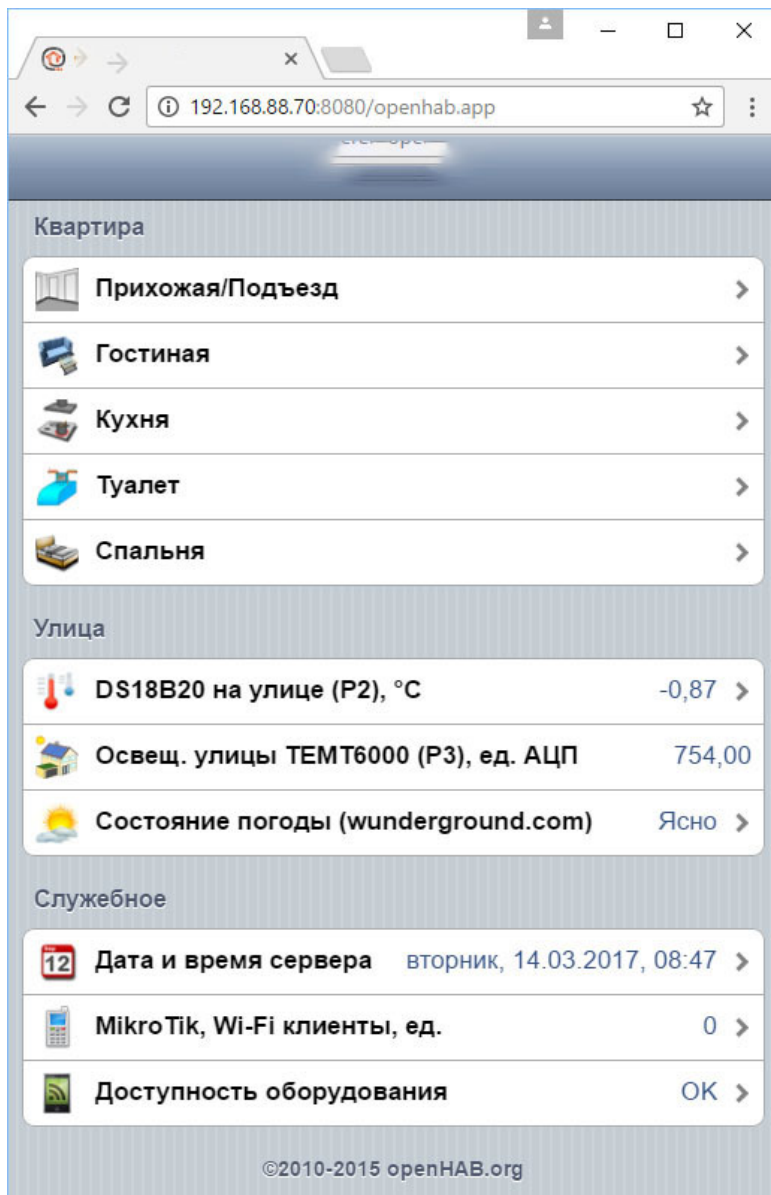 192.168.88.70:8080/openhab.app
Квартира
Прихожая/Подъезд
Гостиная
Кухня
Туалет
Спальня
Улица
DS18B20 на улице (P2), °C -0,87
Освещ. улицы TEMT6000 (P3), ед. АЦП 754,00
Состояние погоды (wunderground.com) Ясно
Служебное
12 Дата и время сервера вторник, 14.03.2017, 08:47
MikroTik, Wi-Fi клиенты, ед. 0
Доступность оборудования OK
©2010-2015 openHAB.org